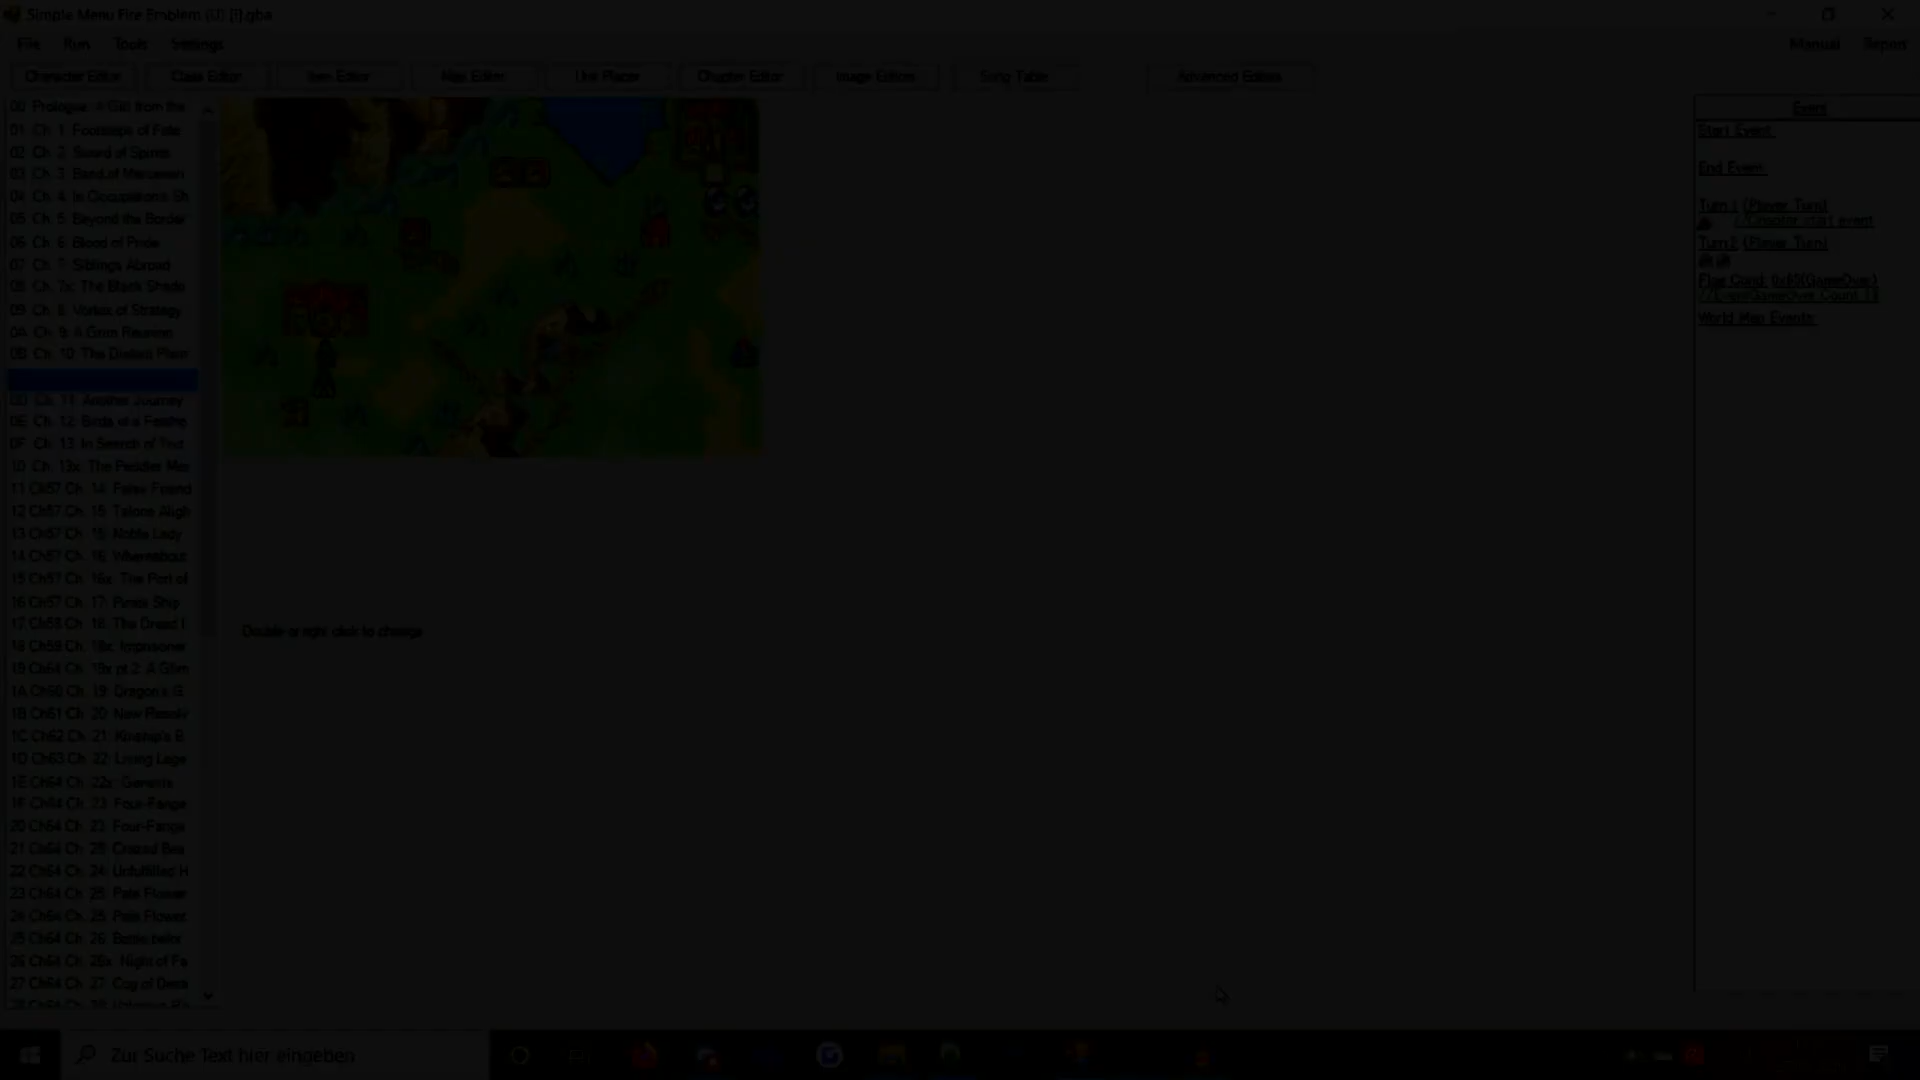 Simple Menu Fire Emblem (U) [!].gba
File Run Tools Settings
Manual Report
Character Editor Class Editor Item Editor Map Editor Unit Placer Chapter Editor Image Editors Song Table Advanced Editors
00 Prologue: A Girl from the
01 Ch. 1: Footsteps of Fate
02 Ch. 2: Sword of Spirits
03 Ch. 3: Band of Mercenari
04 Ch. 4: In Occupation's Sh
05 Ch. 5: Beyond the Border
06 Ch. 6: Blood of Pride
07 Ch. 7: Siblings Abroad
08 Ch. 7x: The Black Shado
09 Ch. 8: Vortex of Strategy
0A Ch. 9: A Grim Reunion
0B Ch. 10: The Distant Plain
0D Ch. 11: Another Journey
0E Ch. 12: Birds of a Feathe
0F Ch. 13: In Search of Trut
10 Ch. 13x: The Peddler Mer
11 Ch57 Ch. 14: False Friend
12 Ch57 Ch. 15: Talons Aligh
13 Ch57 Ch. 15: Noble Lady
14 Ch57 Ch. 16: Whereabout
15 Ch57 Ch. 16x: The Port of
16 Ch57 Ch. 17: Pirate Ship
17 Ch58 Ch. 18: The Dread I
18 Ch59 Ch. 18x: Imprisoner
19 Ch64 Ch. 19x pt.2: A Glim
1A Ch60 Ch. 19: Dragon's G
1B Ch61 Ch. 20: New Resolv
1C Ch62 Ch. 21: Kinship's B
1D Ch63 Ch. 22: Living Lege
1E Ch64 Ch. 22x: Genesis
1F Ch64 Ch. 23: Four-Fange
20 Ch64 Ch. 23: Four-Fange
21 Ch64 Ch. 23: Crazed Bea
22 Ch64 Ch. 24: Unfulfilled H
23 Ch64 Ch. 25: Pale Flower
24 Ch64 Ch. 25: Pale Flower
25 Ch64 Ch. 26: Battle befor
26 Ch64 Ch. 26x: Night of Fa
27 Ch64 Ch. 27: Cog of Desti
Double or right click to change
Event
Start Event
End Event
Turn:1 (Player Turn)
//Chapter start event
Turn:2 (Player Turn)
Flag Cond: 0x65(GameOver)
World Map Events
Zur Suche Text hier eingeben